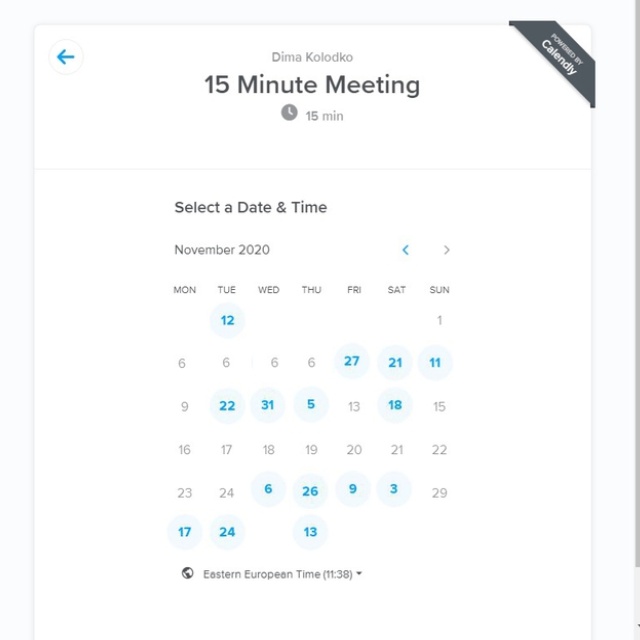 POWERED BY
Calendly
Dima Kolodko
15 Minute Meeting
15 min
Select a Date & Time
November 2020
MON TUE WED THU FRI SAT SUN
12 1
6 6 6 6 27 21 11
9 22 31 5 13 18 15
16 17 18 19 20 21 22
23 24 6 26 9 3 29
17 24 13
Eastern European Time (11:38)